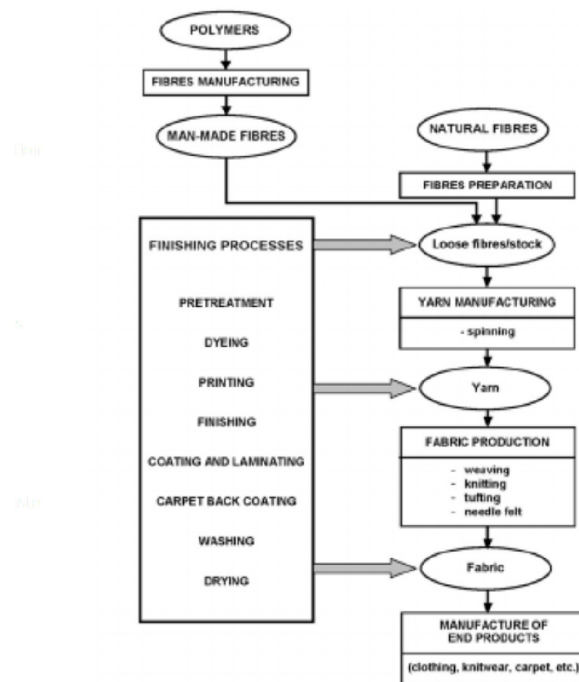 POLYMERS
FIBRES MANUFACTURING
MAN-MADE FIBRES
NATURAL FIBRES
FIBRES PREPARATION
Loose fibres/stock
FINISHING PROCESSES
PRETREATMENT
DYEING
PRINTING
FINISHING
COATING AND LAMINATING
CARPET BACK COATING
WASHING
DRYING
YARN MANUFACTURING
- spinning
Yarn
FABRIC PRODUCTION
- weaving
- knitting
- tufting
- needle felt
Fabric
MANUFACTURE OF
END PRODUCTS
(clothing, knitwear, carpet, etc.)